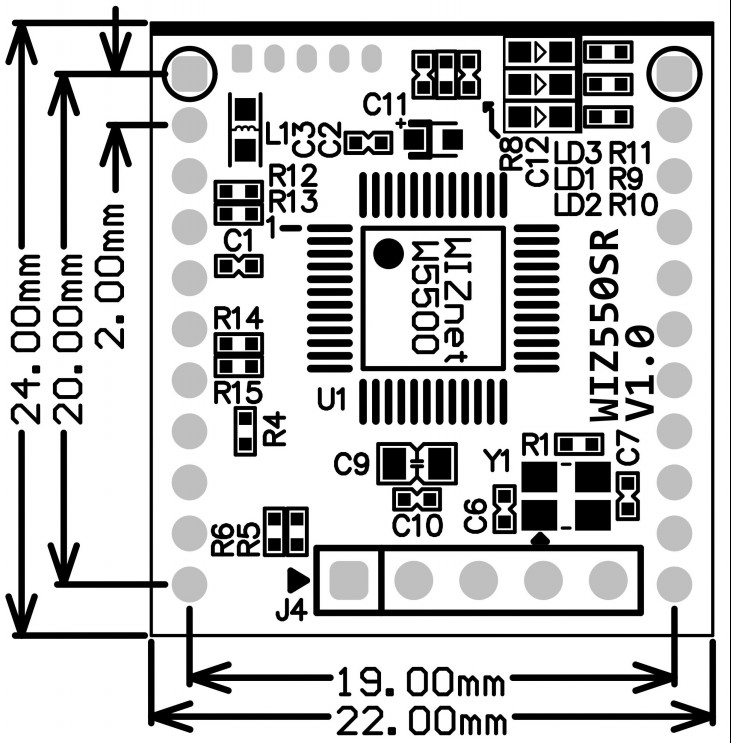 C11
+
L1
C3
C2
R8
C12
LD3 R11
LD1 R9
LD2 R10
R12
R13
1
C1
WIZnet
W5500
WIZ550SR
V1.0
R14
R15
U1
R4
C9
C10
Y1
R1
C7
C6
R6
R5
J4
24.00mm
20.00mm
2.00mm
19.00mm
22.00mm